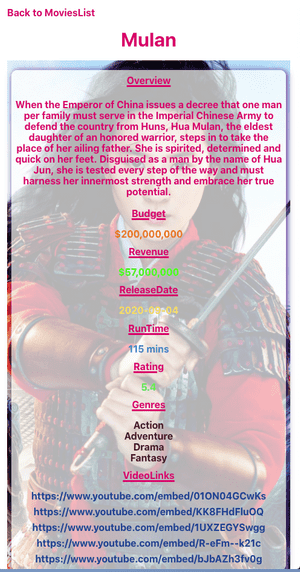 Back to MoviesList
Mulan
Overview
When the Emperor of China issues a decree that one man
per family must serve in the Imperial Chinese Army to
defend the country from Huns, Hua Mulan, the eldest
daughter of an honored warrior, steps in to take the
place of her ailing father. She is spirited, determined and
quick on her feet. Disguised as a man by the name of Hua
Jun, she is tested every step of the way and must
harness her innermost strength and embrace her true
potential.
Budget
$200,000,000
Revenue
$57,000,000
ReleaseDate
2020-09-04
RunTime
115 mins
Rating
Genres
Action
Adventure
Drama
Fantasy
VideoLinks
https://www.youtube.com/embed/01ON04GCwKs
https://www.youtube.com/embed/KK8FHdFluOQ
https://www.youtube.com/embed/1UXZEGYSwgg
https://www.youtube.com/embed/R-eFm--k21c
https://www.youtube.com/embed/bJbAZh3fv0g